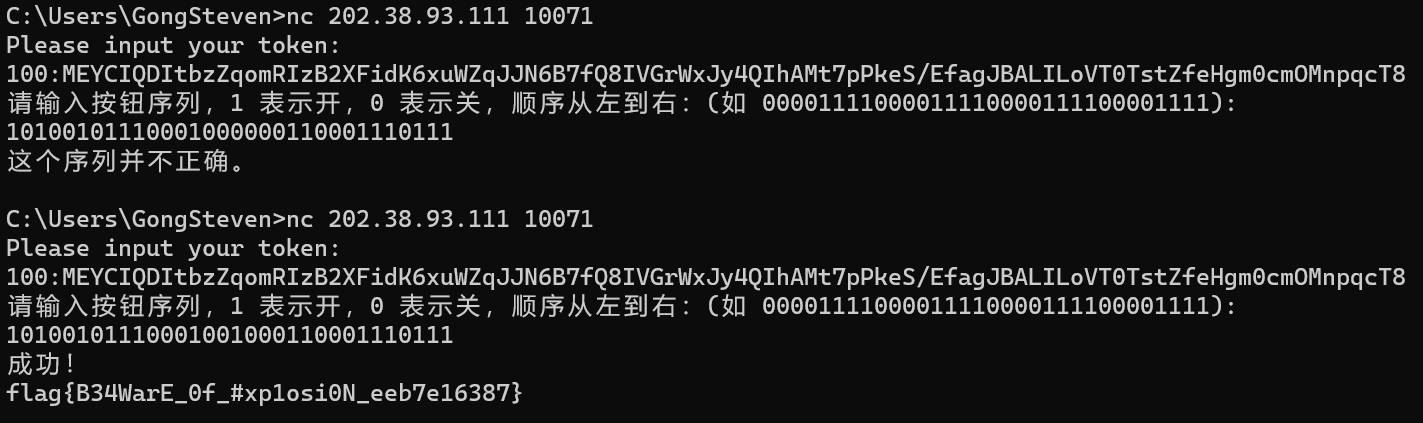 C:\Users\GongSteven>nc 202.38.93.111 10071
Please input your token:
100:MEYCIQDItbzZqomRIzB2XFidK6xuWZqJJN6B7fQ8IVGrWxJy4QIhAMt7pPkeS/EfagJBALILoVT0TstZfeHgm0cmOMnpqcT8
请输入按钮序列，1 表示开，0 表示关，顺序从左到右：(如 00001111000011110000111100001111)：
10100101110001000000110001110111
这个序列并不正确。
C:\Users\GongSteven>nc 202.38.93.111 10071
Please input your token:
100:MEYCIQDItbzZqomRIzB2XFidK6xuWZqJJN6B7fQ8IVGrWxJy4QIhAMt7pPkeS/EfagJBALILoVT0TstZfeHgm0cmOMnpqcT8
请输入按钮序列，1 表示开，0 表示关，顺序从左到右：(如 00001111000011110000111100001111)：
10100101110001001000110001110111
成功！
flag{B34WarE_0f_#xp1osi0N_eeb7e16387}